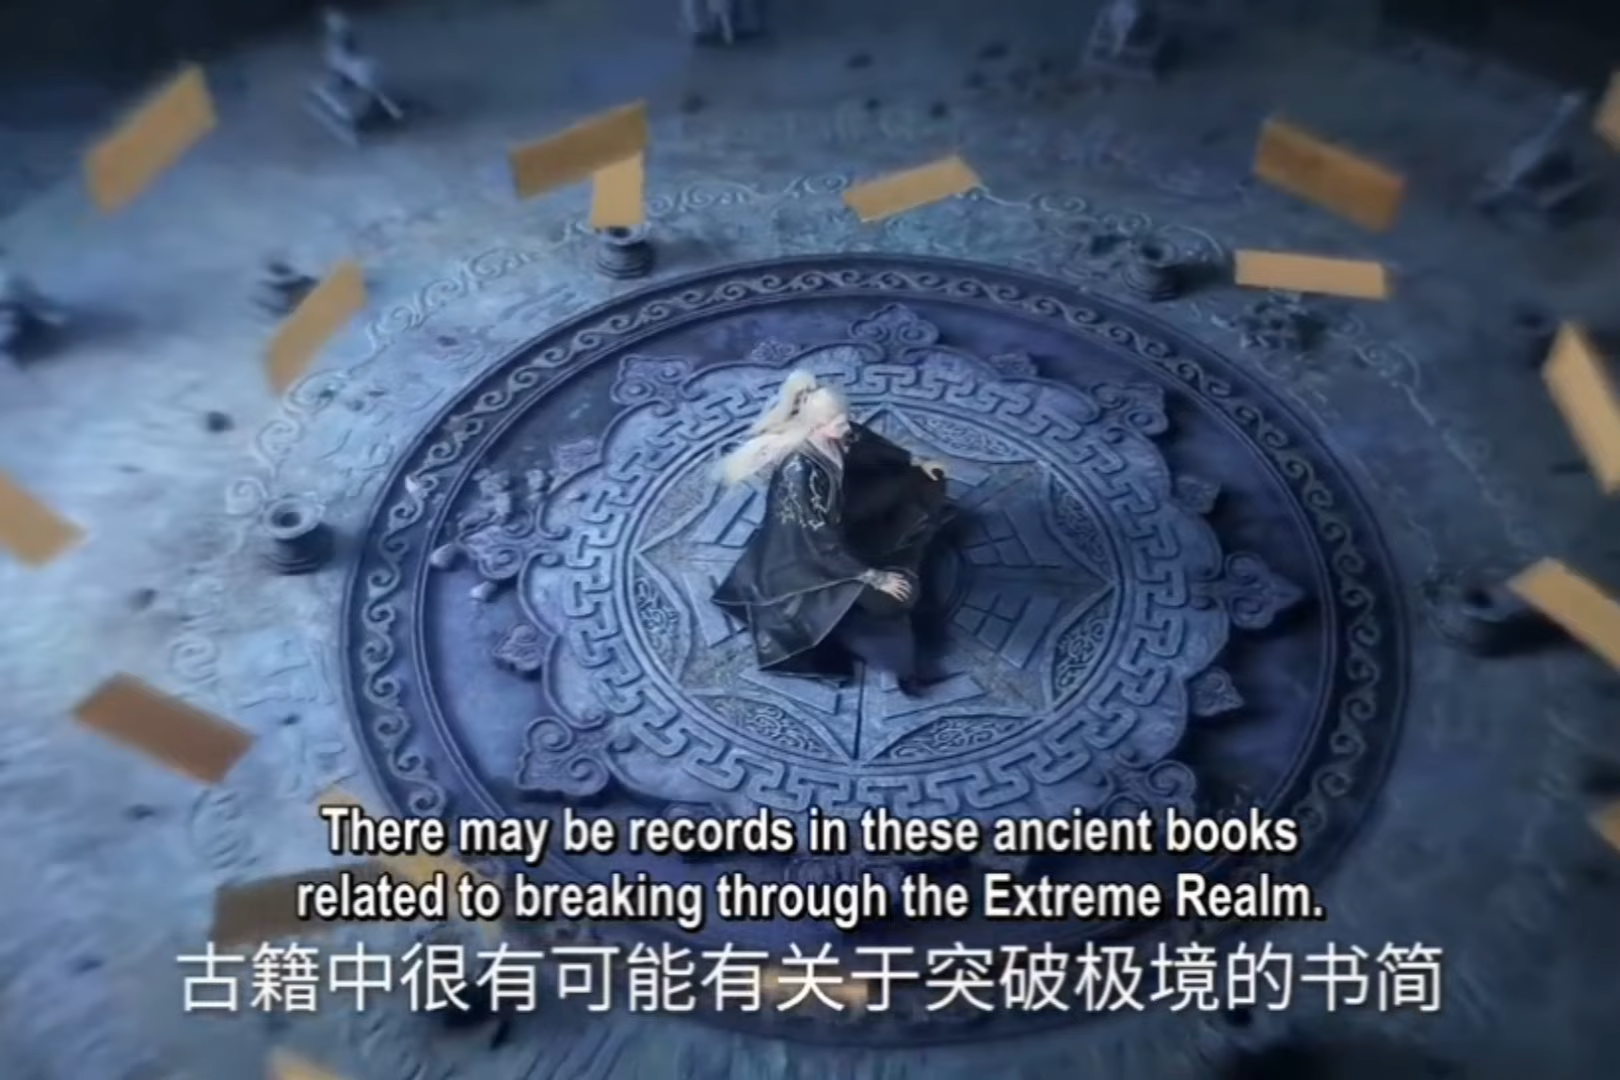 There may be records in these ancient books
related to breaking through the Extreme Realm.
古籍中很有可能有关于突破极境的书简